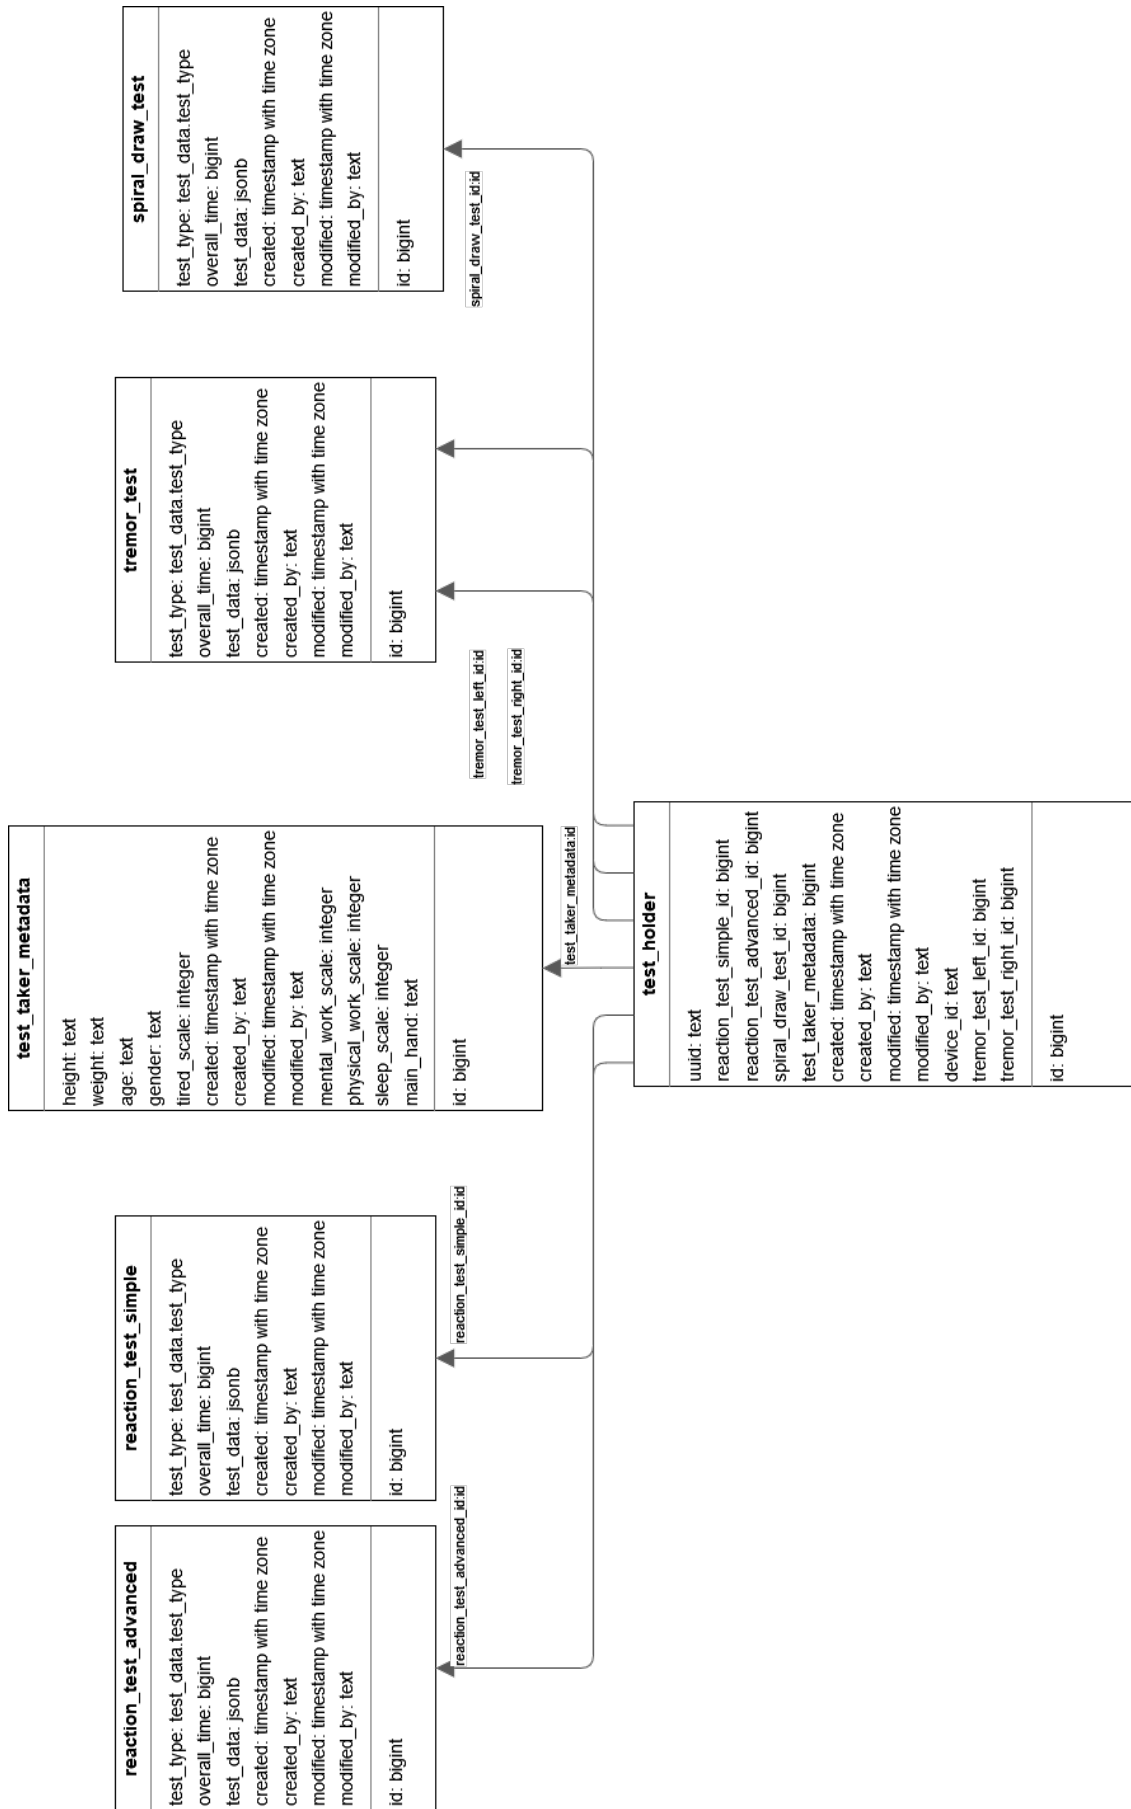 reaction_test_advanced
test_type: test_data.test_type
overall_time: bigint
test_data: jsonb
created: timestamp with time zone
created_by: text
modified: timestamp with time zone
modified_by: text
id: bigint
reaction_test_simple
test_type: test_data.test_type
overall_time: bigint
test_data: jsonb
created: timestamp with time zone
created_by: text
modified: timestamp with time zone
modified_by: text
id: bigint
test_taker_metadata
height: text
weight: text
age: text
gender: text
tired_scale: integer
created: timestamp with time zone
created_by: text
modified: timestamp with time zone
modified_by: text
mental_work_scale: integer
physical_work_scale: integer
sleep_scale: integer
main_hand: text
id: bigint
tremor_test
test_type: test_data.test_type
overall_time: bigint
test_data: jsonb
created: timestamp with time zone
created_by: text
modified: timestamp with time zone
modified_by: text
id: bigint
spiral_draw_test
test_type: test_data.test_type
overall_time: bigint
test_data: jsonb
created: timestamp with time zone
created_by: text
modified: timestamp with time zone
modified_by: text
id: bigint
reaction_test_advanced_id:id
reaction_test_simple_id:id
test_taker_metadata:id
tremor_test_left_id:id
tremor_test_right_id:id
spiral_draw_test_id:id
test_holder
uuid: text
reaction_test_simple_id: bigint
reaction_test_advanced_id: bigint
spiral_draw_test_id: bigint
test_taker_metadata: bigint
created: timestamp with time zone
created_by: text
modified: timestamp with time zone
modified_by: text
device_id: text
tremor_test_left_id: bigint
tremor_test_right_id: bigint
id: bigint